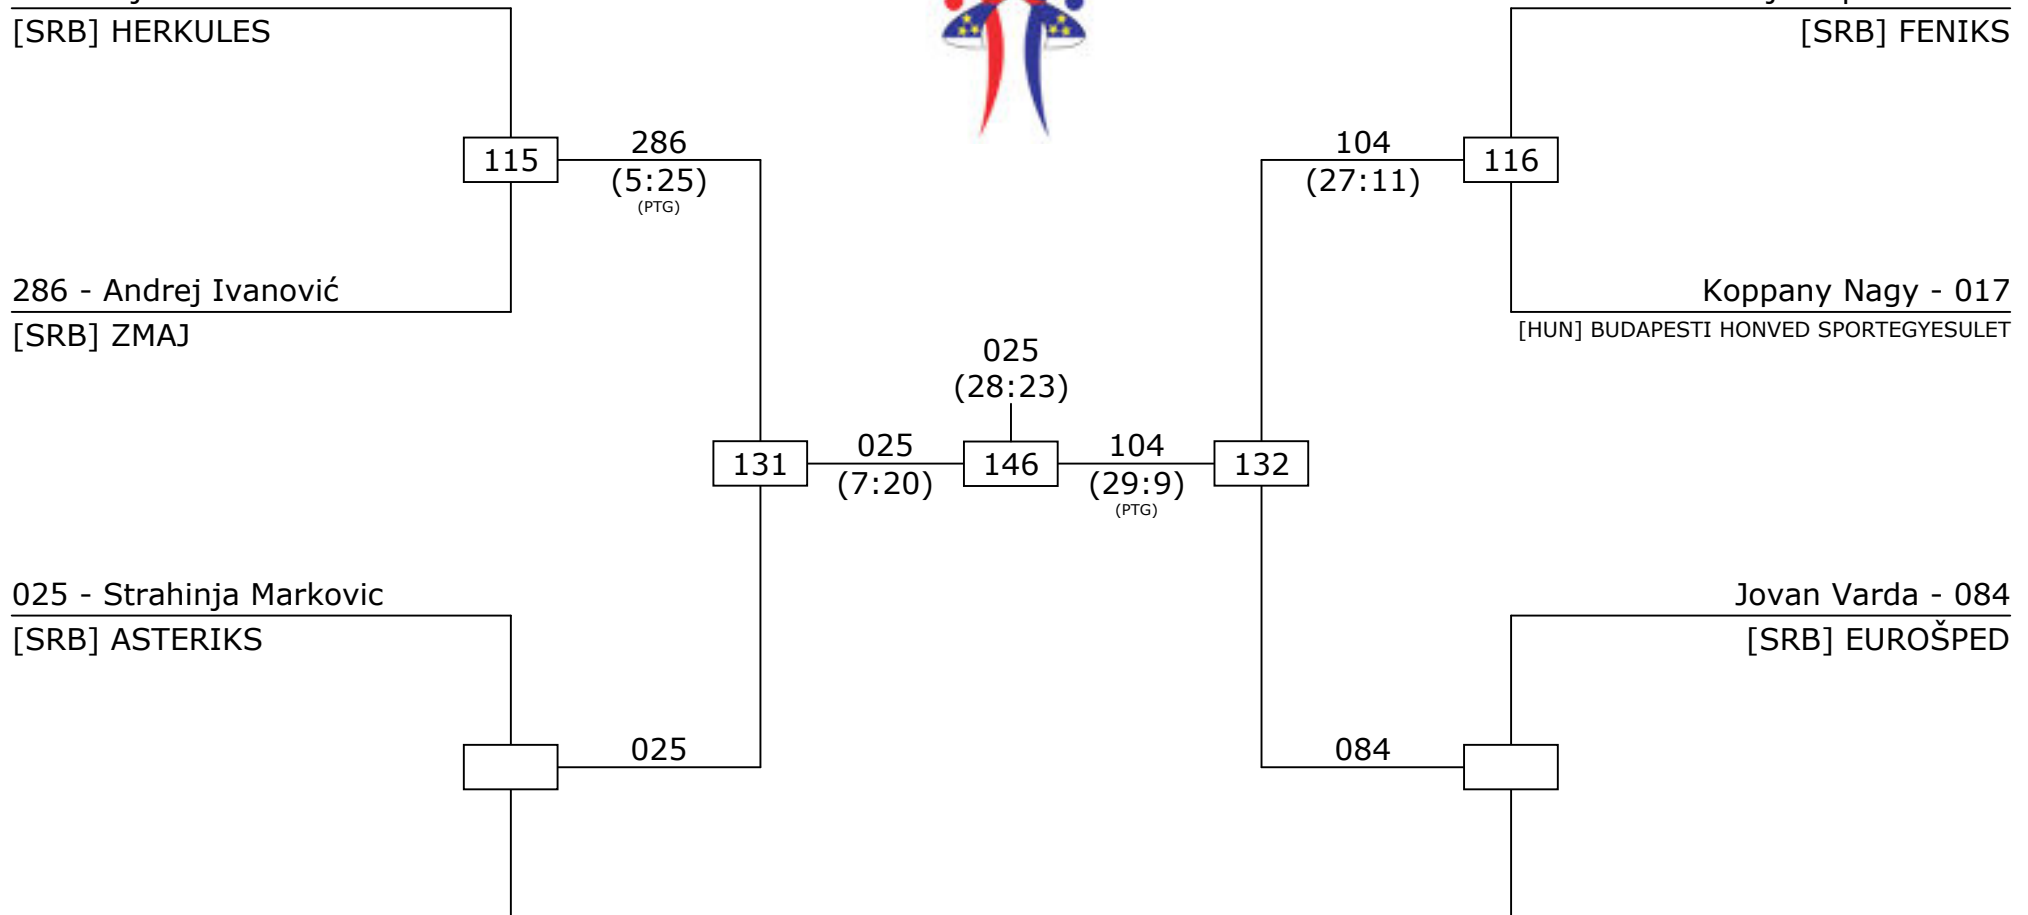 [SRB] HERKULES
[SRB] FENIKS
286
(5:25)
(PTG)
115
104
(27:11)
116
286 - Andrej Ivanović
[SRB] ZMAJ
Koppany Nagy - 017
[HUN] BUDAPESTI HONVED SPORTEGYESULET
025
(28:23)
131
025
(7:20)
146
104
(29:9)
(PTG)
132
025 - Strahinja Markovic
[SRB] ASTERIKS
Jovan Varda - 084
[SRB] EUROŠPED
025
084